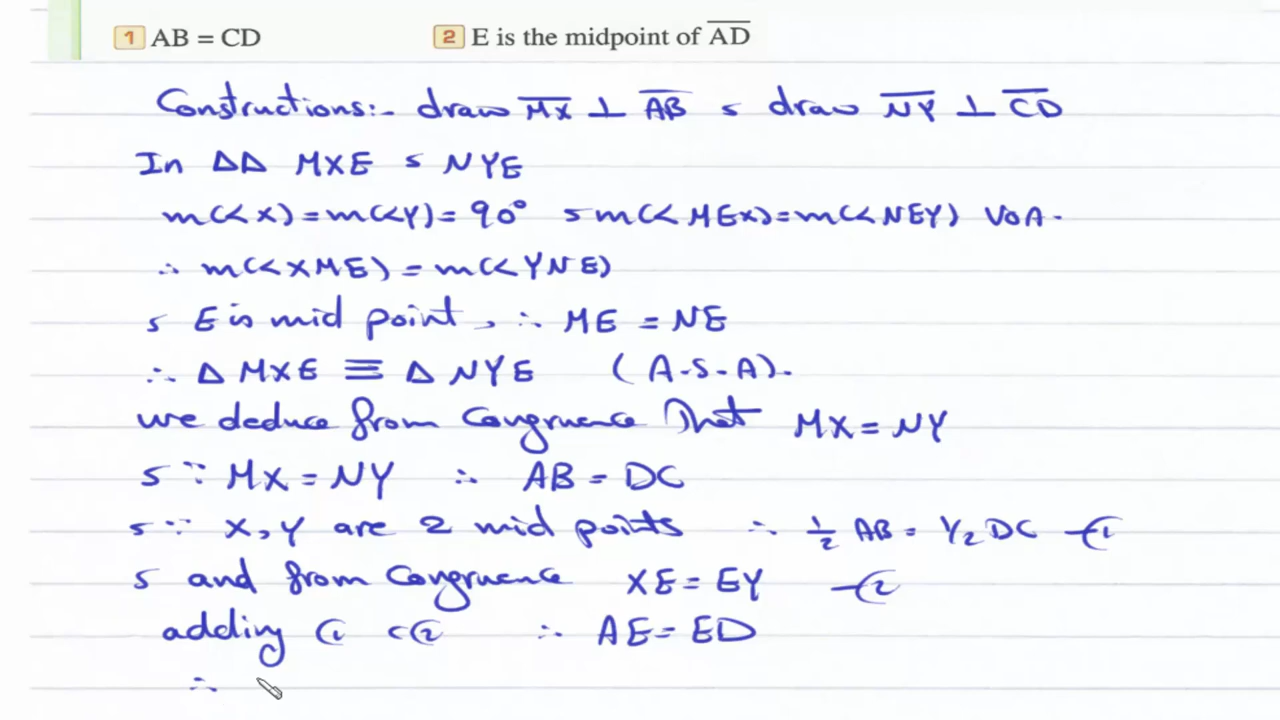 1 AB = CD 2 E is the midpoint of AD
Constructions:- draw MX ⊥ AB , draw NY ⊥ CD
In ΔΔ MXE , NYE
m(<X)=m(<Y)=90° , m(<MEX)=m(<NEY) V.O.A.
∴ m(<XME)=m(<YNE)
, E is mid point, ∴ ME = NE
∴ Δ MXE ≡ Δ NYE (A.S.A).
we deduce from Congruence that MX = NY
, ∵ MX = NY ∴ AB = DC
, ∵ X, Y are 2 mid points ∴ 1/2 AB = 1/2 DC -①
, and from Congruence XE = EY -②
adding ① , ② ∴ AE = ED
∴